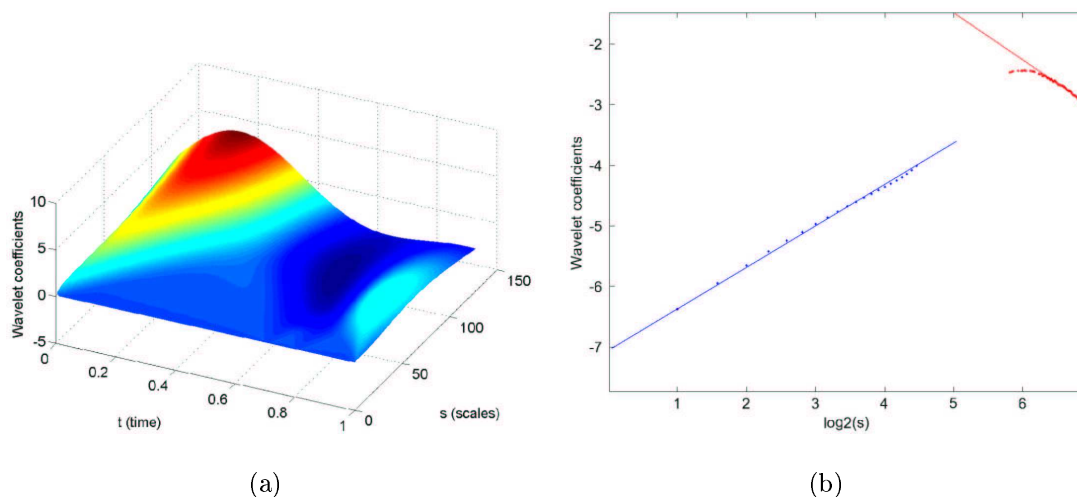 10
5
0
-5
Wavelet coefficients
0
0.2
0.4
0.6
0.8
1
t (time)
0
50
100
150
s (scales)
(a)
-2
-3
-4
-5
-6
-7
Wavelet coefficients
1 2 3 4 5 6
log2(s)
(b)